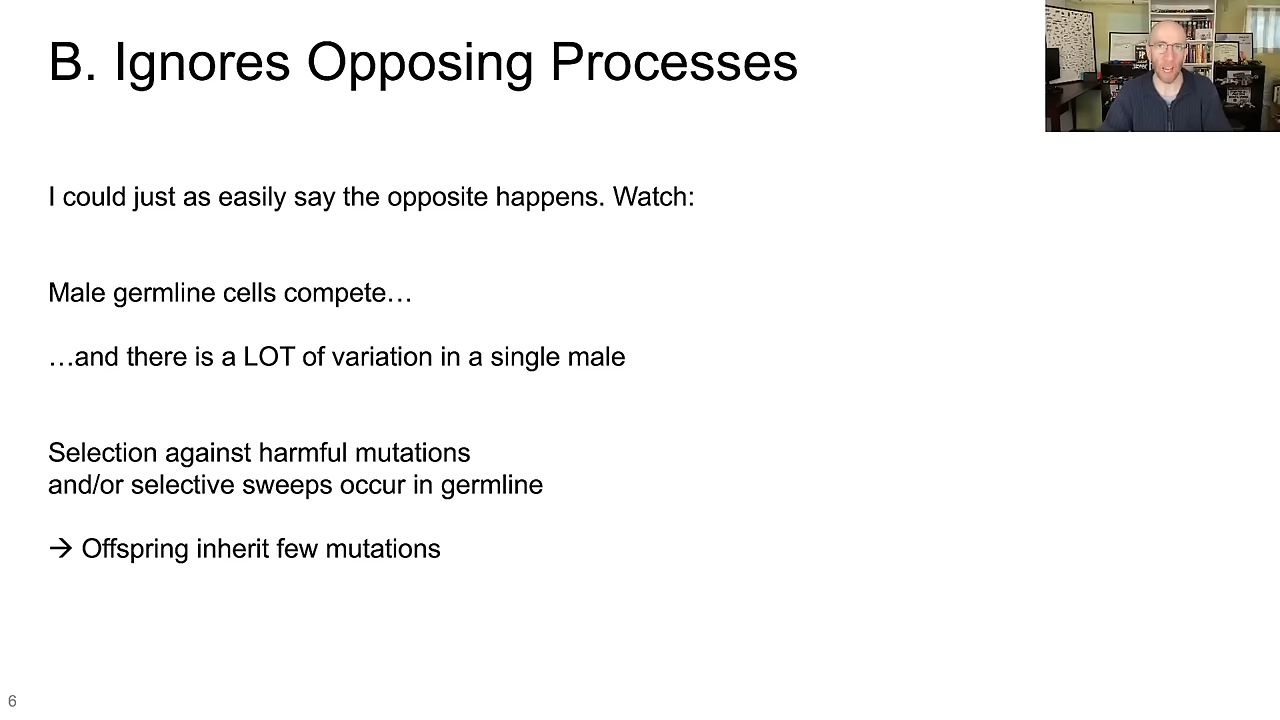 B. Ignores Opposing Processes
I could just as easily say the opposite happens. Watch:
Male germline cells compete…
…and there is a LOT of variation in a single male
Selection against harmful mutations
and/or selective sweeps occur in germline
→ Offspring inherit few mutations
6